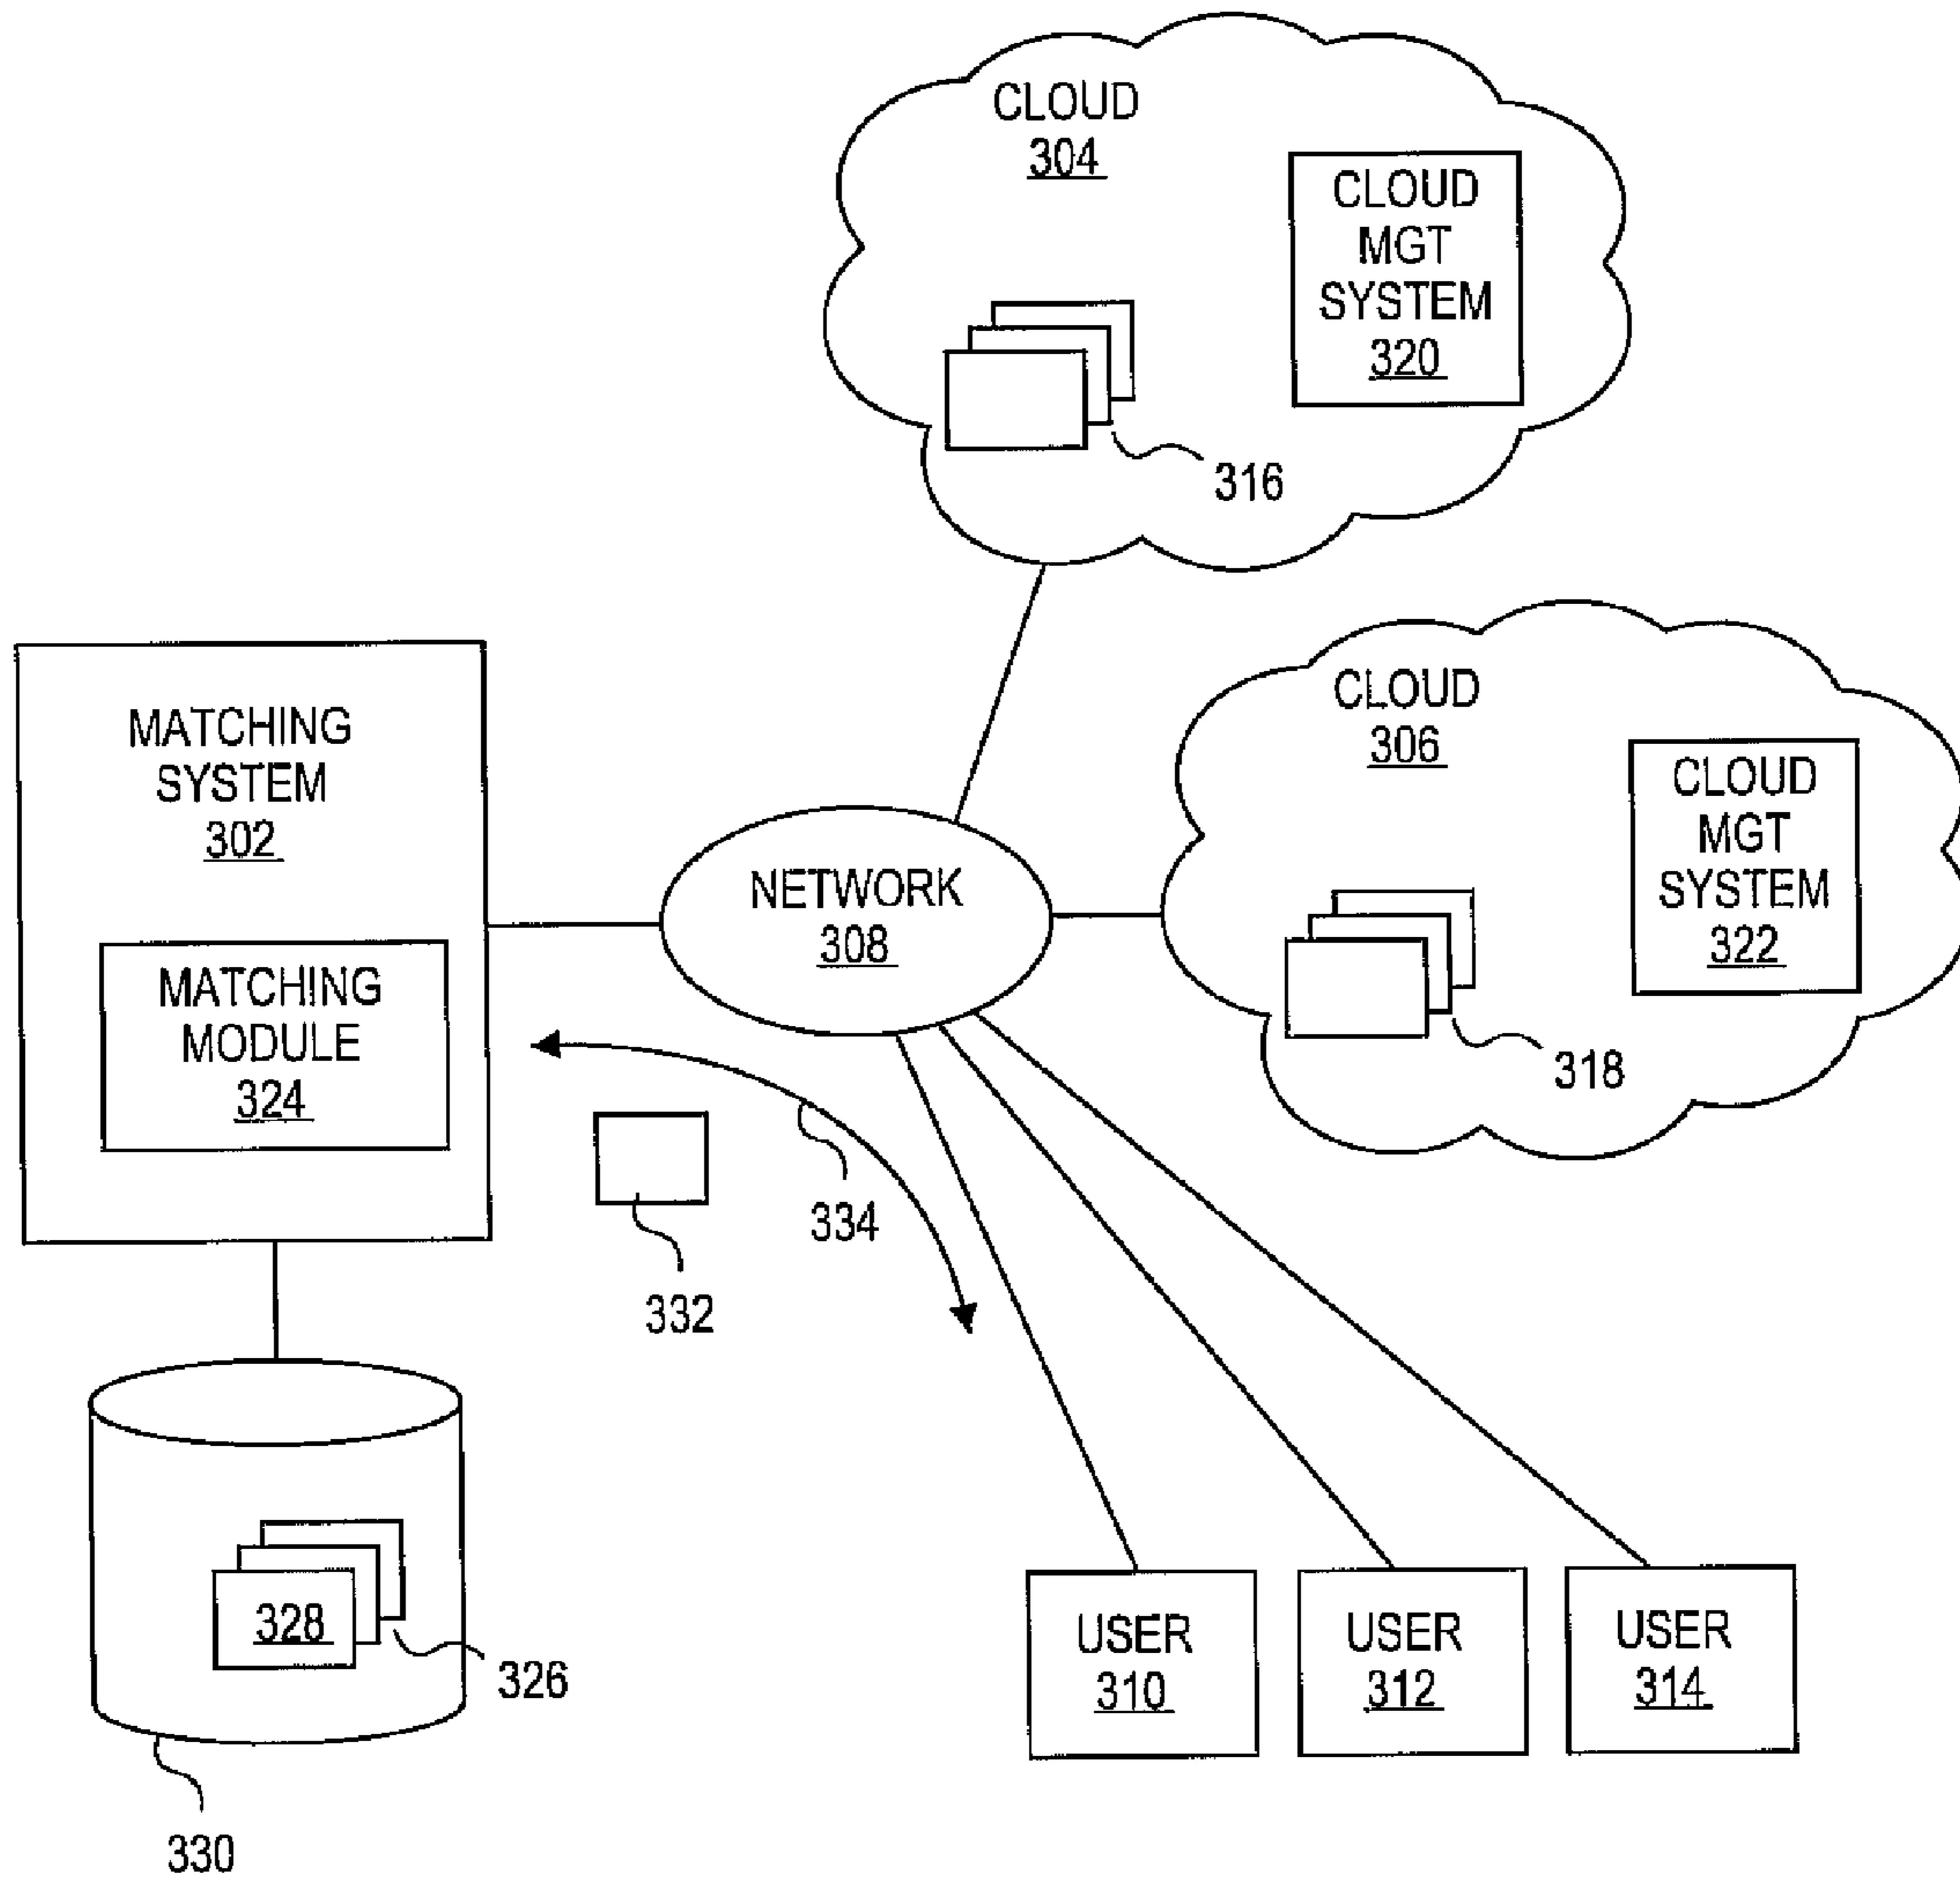 CLOUD
304
CLOUD
MGT
SYSTEM
320
316
CLOUD
306
CLOUD
MGT
SYSTEM
322
318
MATCHING
SYSTEM
302
MATCHING
MODULE
324
NETWORK
308
334
332
328
326
330
USER
310
USER
312
USER
314